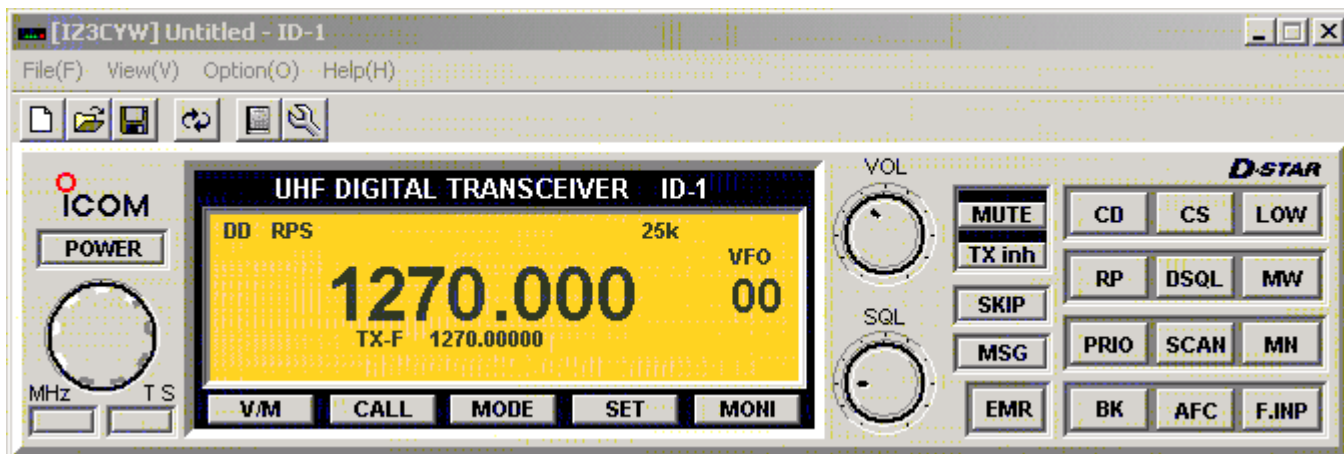 [IZ3CYW] Untitled - ID-1
File(F) View(V) Option(O) Help(H)
ICOM
POWER
MHz TS
UHF DIGITAL TRANSCEIVER ID-1
DD RPS 25k
VFO
1270.000 00
TX-F 1270.00000
V/M CALL MODE SET MONI
VOL
SQL
MUTE
TX inh
SKIP
MSG
EMR
D-STAR
CD CS LOW
RP DSQL MW
PRIO SCAN MN
BK AFC F.INP